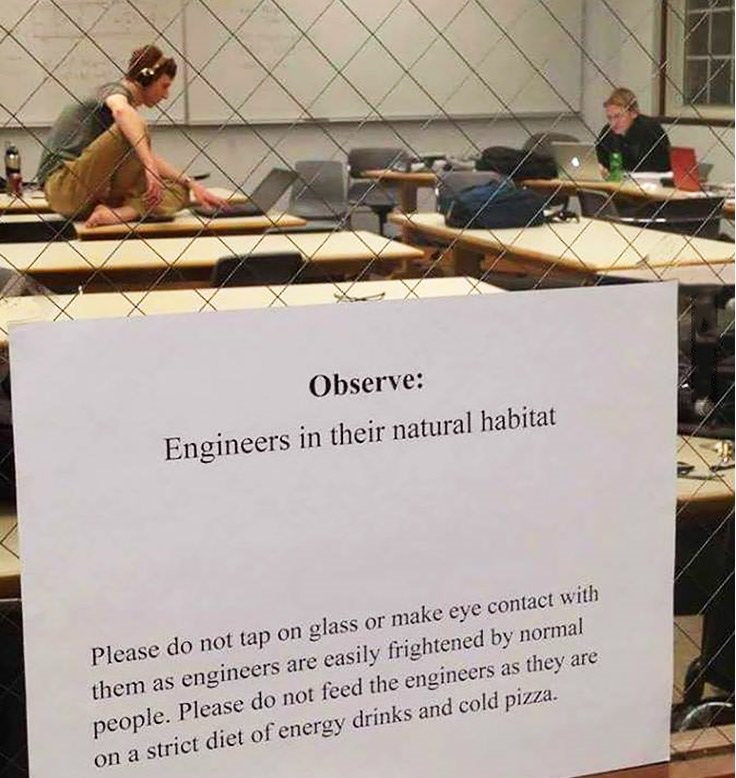 Observe:
Engineers in their natural habitat
Please do not tap on glass or make eye contact with
them as engineers are easily frightened by normal
people. Please do not feed the engineers as they are
on a strict diet of energy drinks and cold pizza.